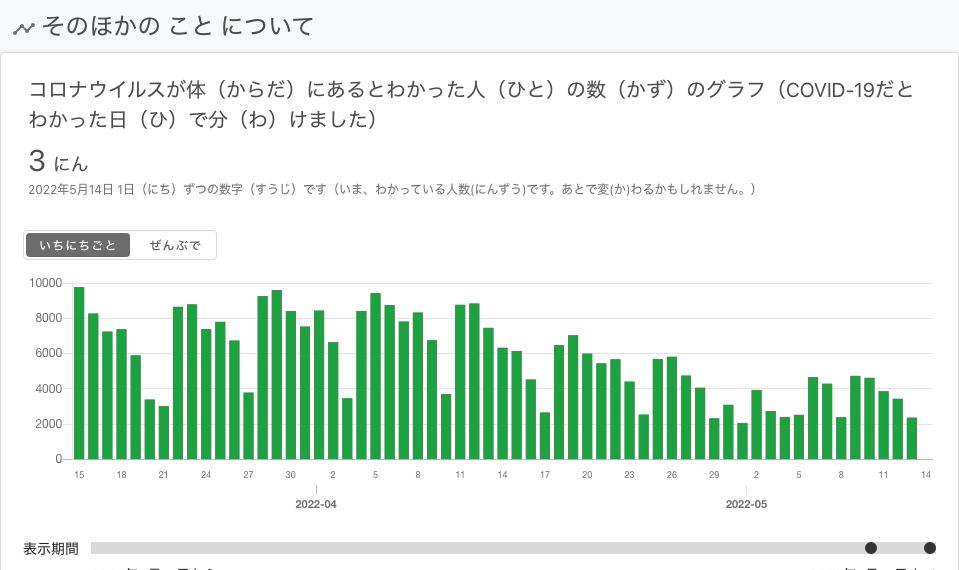 そのほかの こと について
コロナウイルスが体（からだ）にあるとわかった人（ひと）の数（かず）のグラフ（COVID-19だと
わかった日（ひ）で分（わ）けました）
3 にん
2022年5月14日 1日（にち）ずつの数字（すうじ）です（いま、わかっている人数(にんずう)です。あとで変(か)わるかもしれません。）
いちにちごと ぜんぶで
10000
8000
6000
4000
2000
0
15 18 21 24 27 30 2 5 8 11 14 17 20 23 26 29 2 5 8 11 14
2022-04 2022-05
表示期間